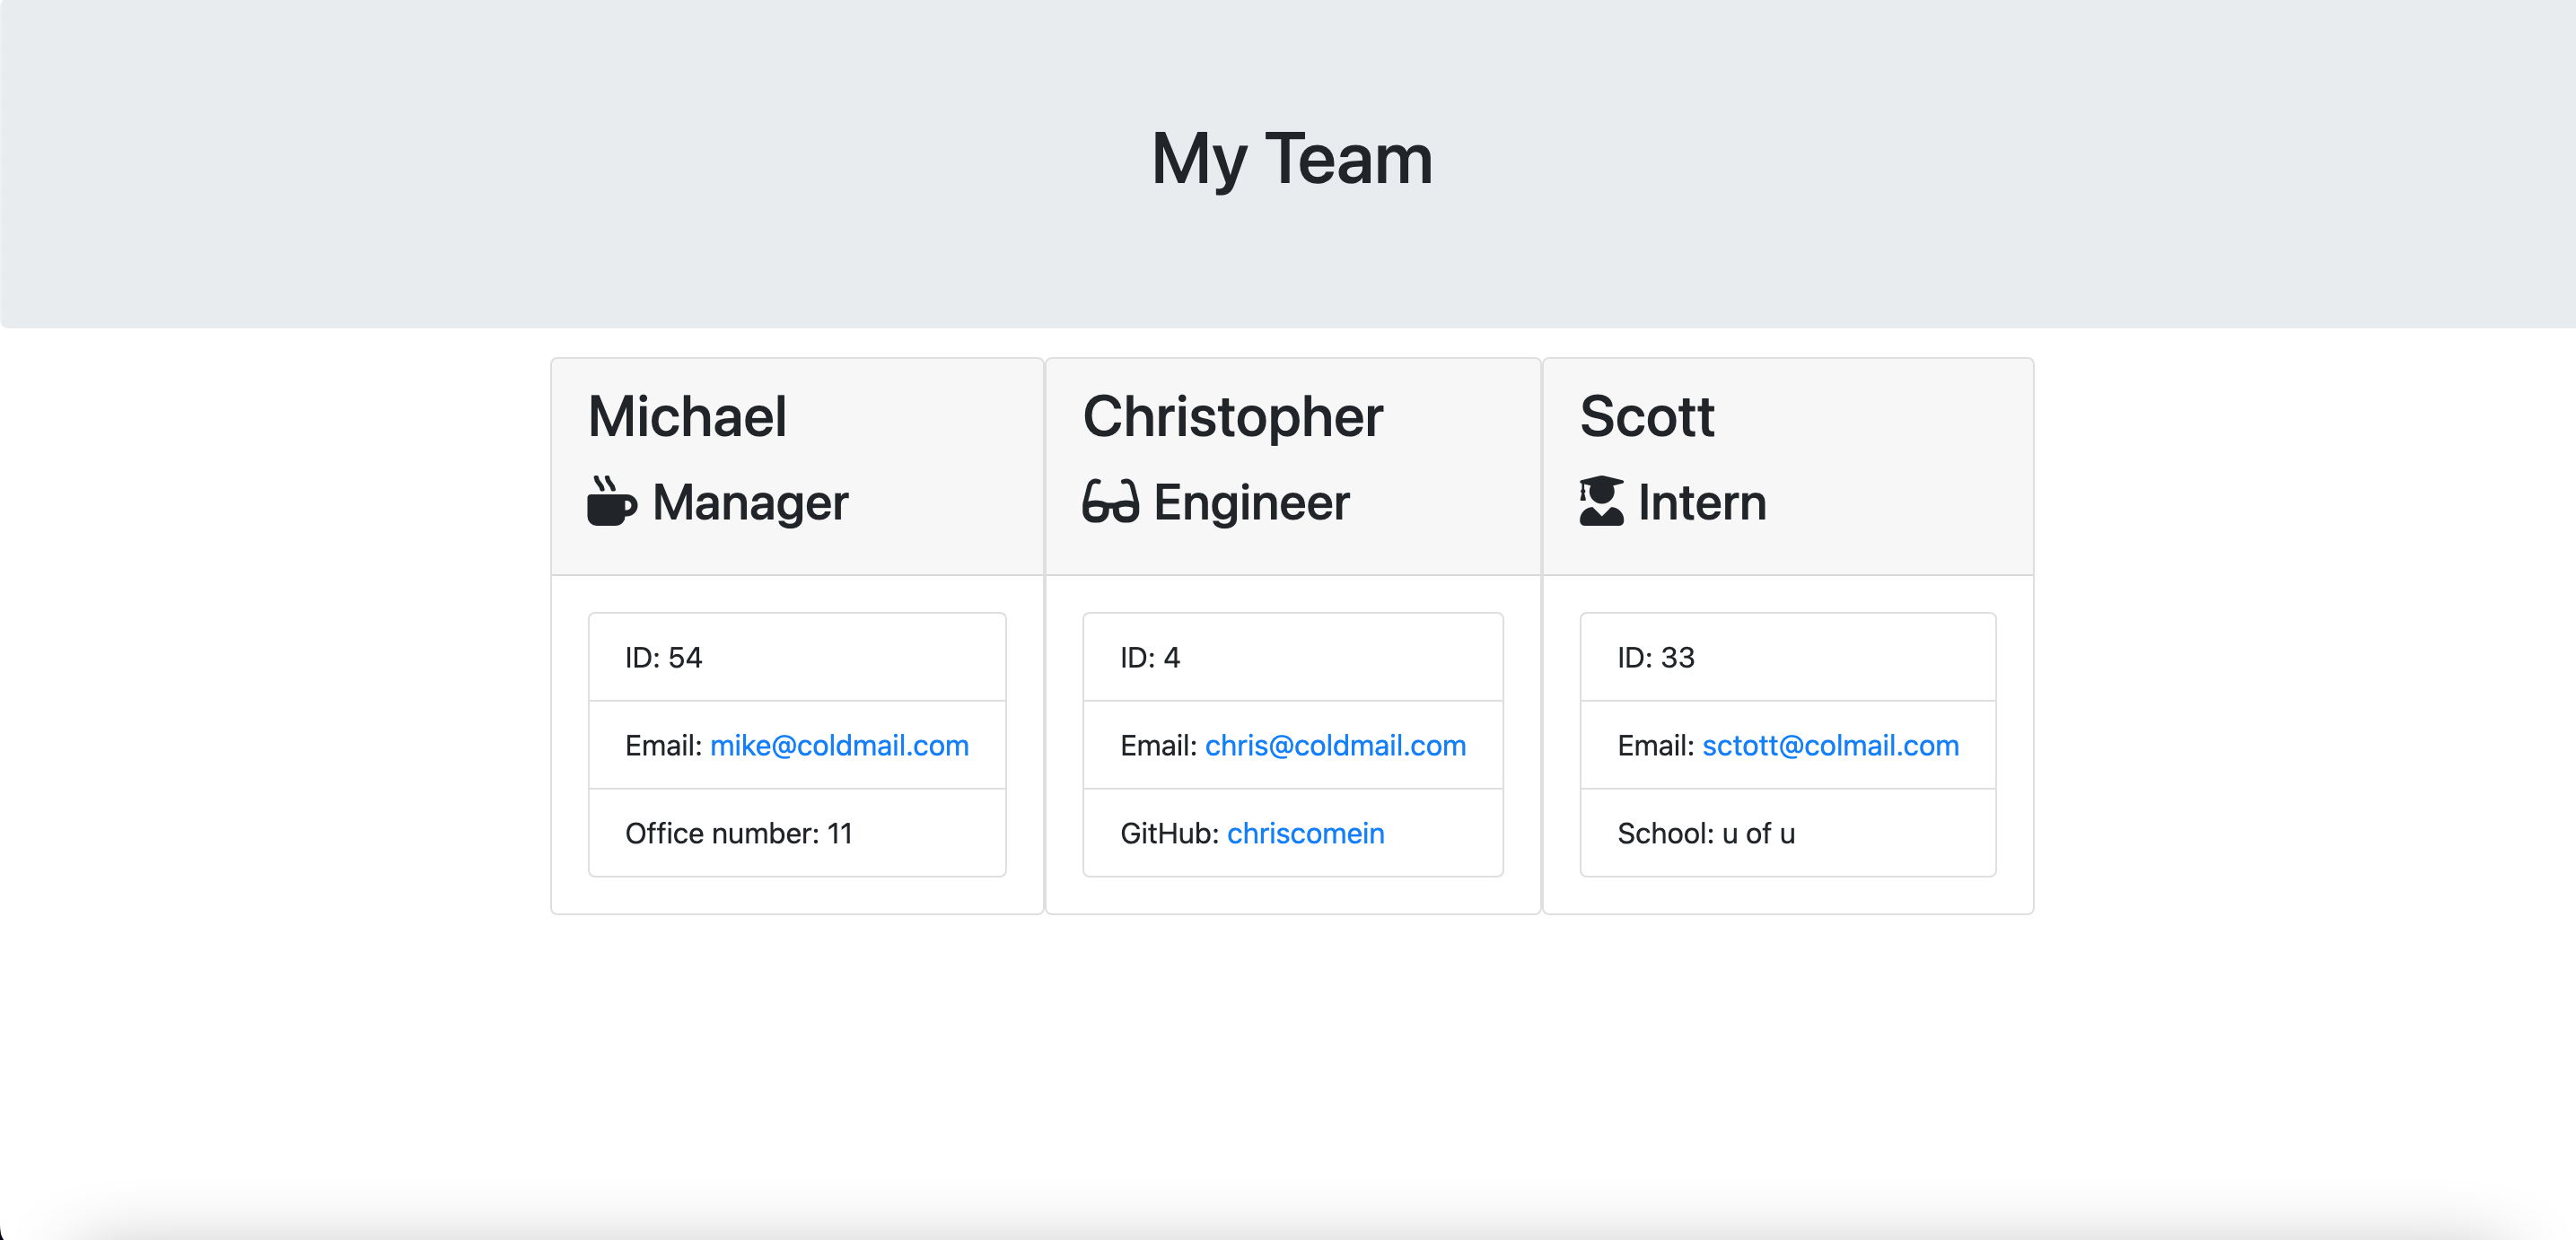 My Team
Michael
Manager
ID: 54
Email: mike@coldmail.com
Office number: 11
Christopher
Engineer
ID: 4
Email: chris@coldmail.com
GitHub: chriscomein
Scott
Intern
ID: 33
Email: sctott@colmail.com
School: u of u